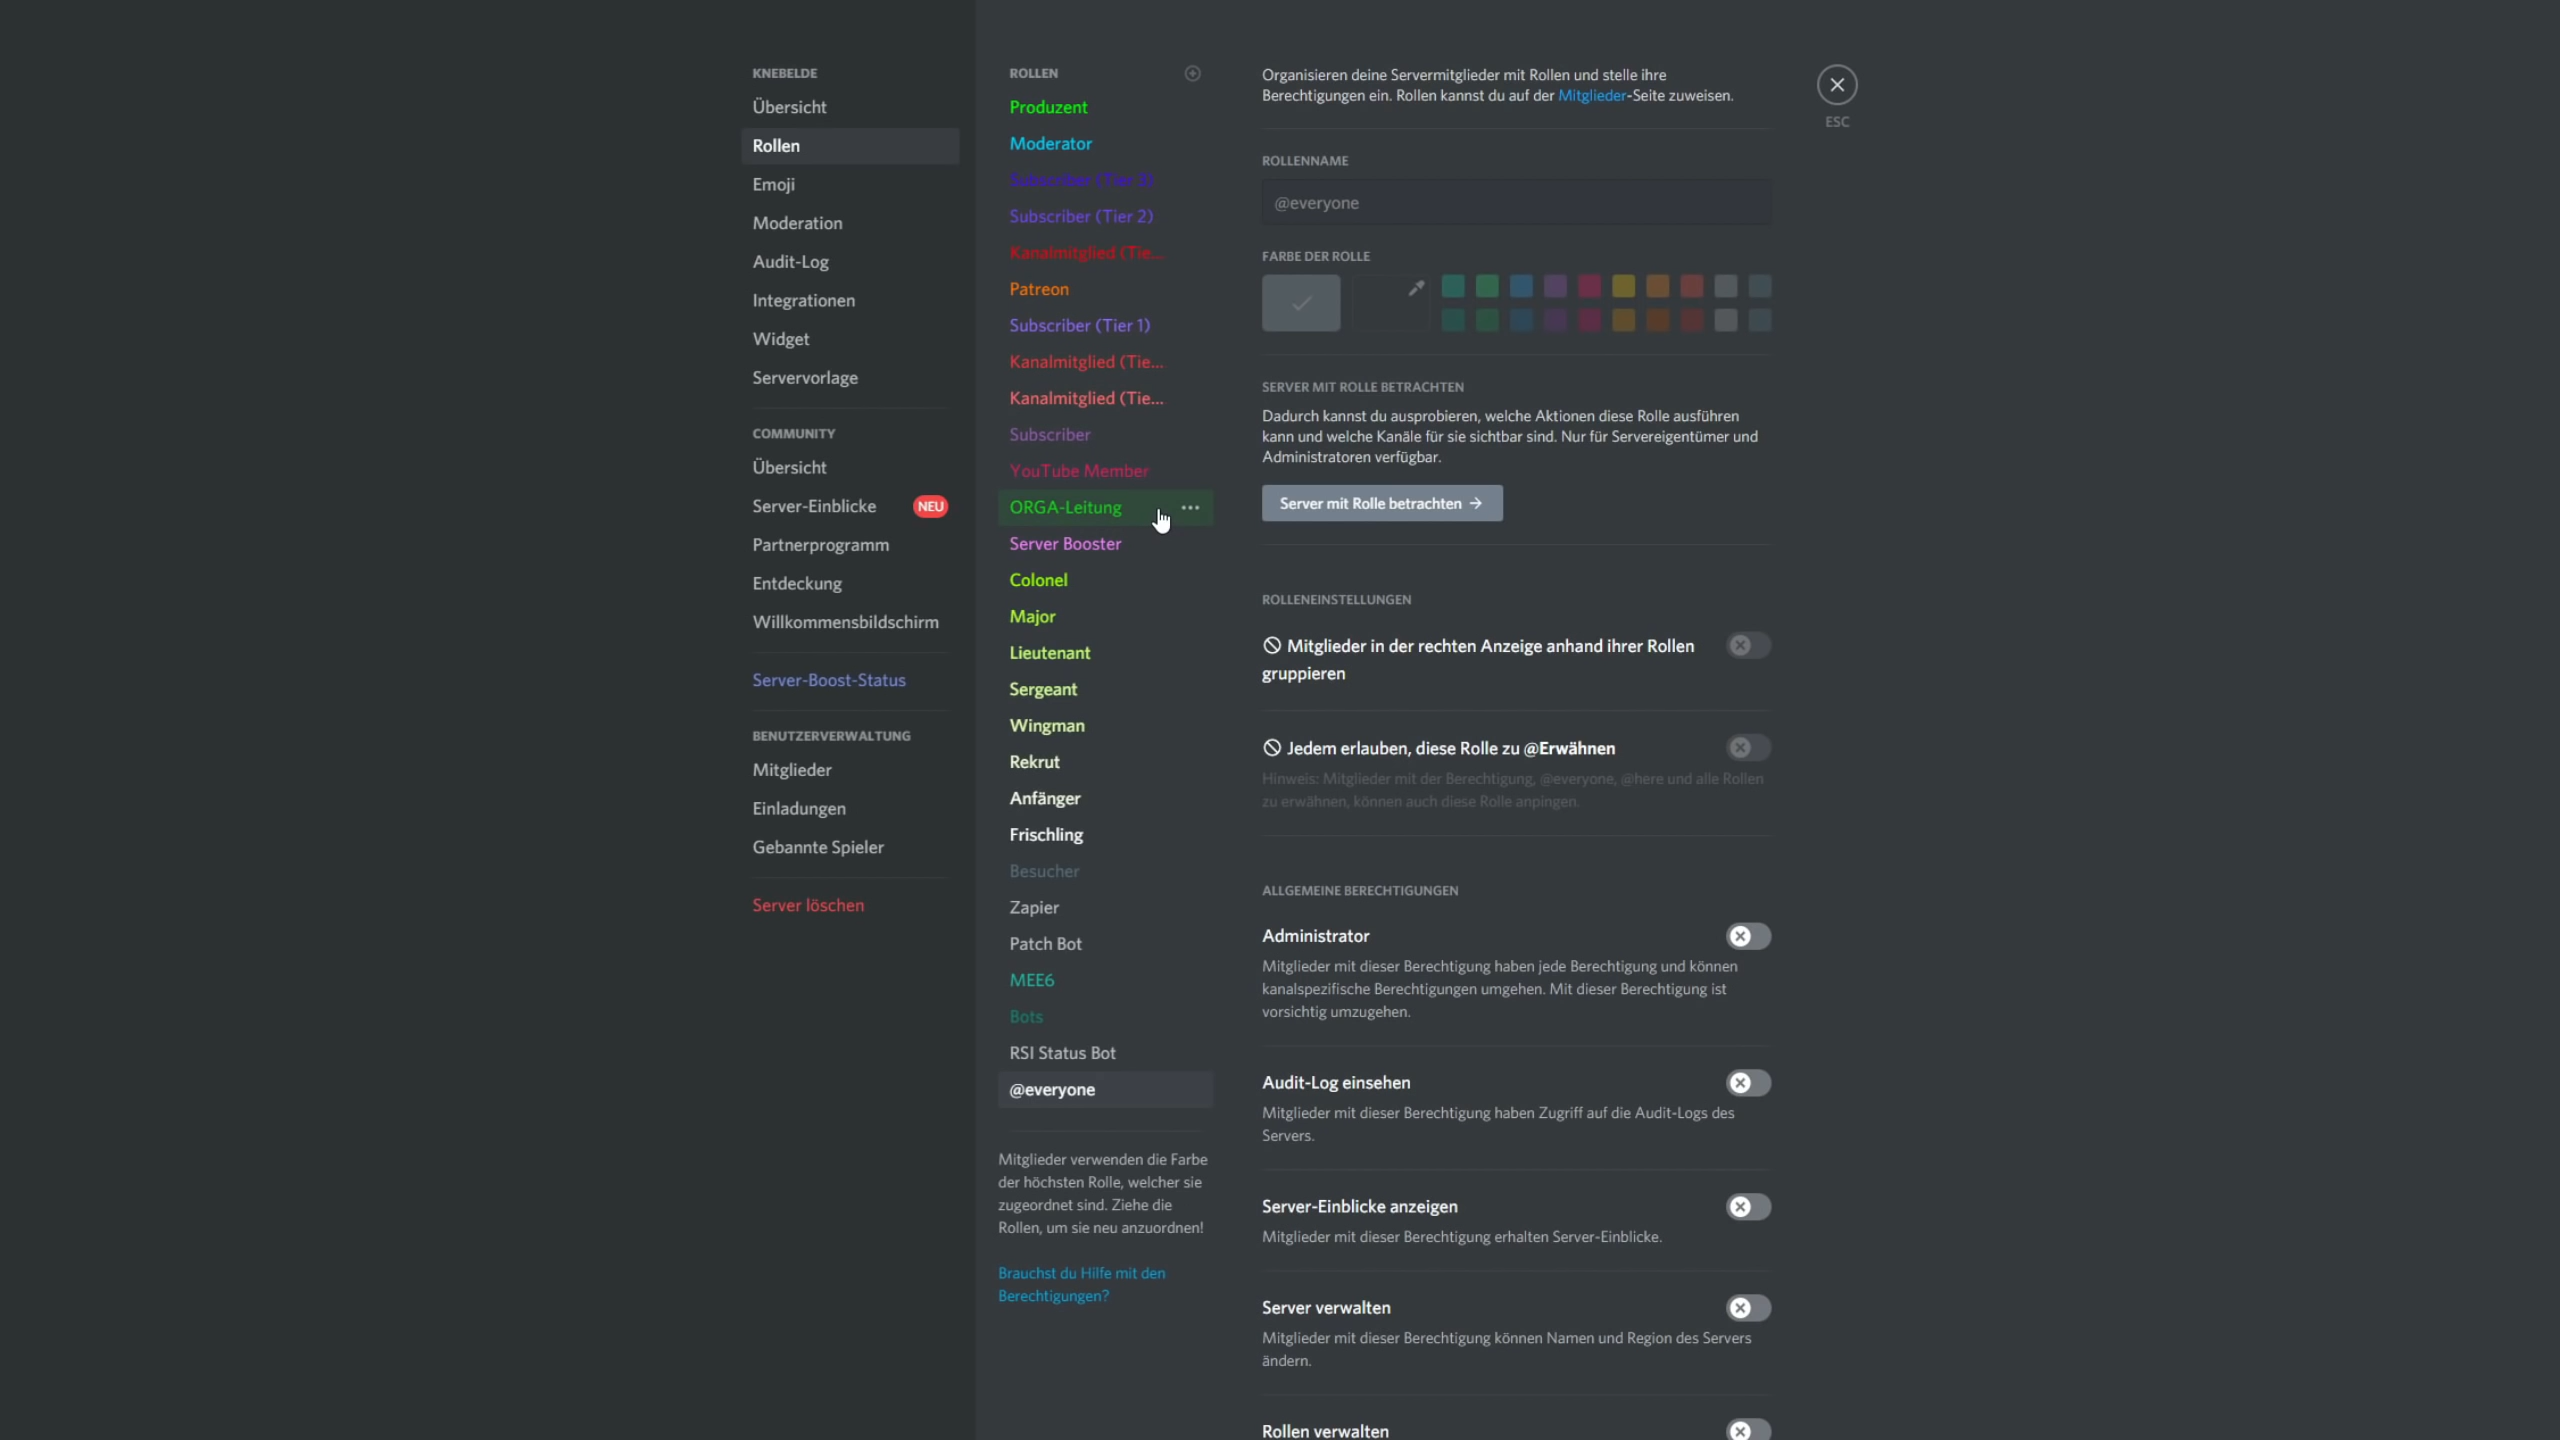 KNEBELDE
Übersicht
Rollen
Emoji
Moderation
Audit-Log
Integrationen
Widget
Servervorlage
COMMUNITY
Übersicht
Server-Einblicke NEU
Partnerprogramm
Entdeckung
Willkommensbildschirm
Server-Boost-Status
BENUTZERVERWALTUNG
Mitglieder
Einladungen
Gebannte Spieler
Server löschen
ROLLEN
Produzent
Moderator
Subscriber (Tier 3)
Subscriber (Tier 2)
Kanalmitglied (Tie...
Patreon
Subscriber (Tier 1)
Kanalmitglied (Tie...
Kanalmitglied (Tie...
Subscriber
YouTube Member
ORGA-Leitung
Server Booster
Colonel
Major
Lieutenant
Sergeant
Wingman
Rekrut
Anfänger
Frischling
Besucher
Zapier
Patch Bot
MEE6
Bots
RSI Status Bot
@everyone
Mitglieder verwenden die Farbe
der höchsten Rolle, welcher sie
zugeordnet sind. Ziehe die
Rollen, um sie neu anzuordnen!
Brauchst du Hilfe mit den
Berechtigungen?
Organisieren deine Servermitglieder mit Rollen und stelle ihre
Berechtigungen ein. Rollen kannst du auf der Mitglieder-Seite zuweisen.
ROLLENNAME
@everyone
FARBE DER ROLLE
SERVER MIT ROLLE BETRACHTEN
Dadurch kannst du ausprobieren, welche Aktionen diese Rolle ausführen
kann und welche Kanäle für sie sichtbar sind. Nur für Servereigentümer und
Administratoren verfügbar.
Server mit Rolle betrachten →
ROLLENEINSTELLUNGEN
Mitglieder in der rechten Anzeige anhand ihrer Rollen
gruppieren
Jedem erlauben, diese Rolle zu @Erwähnen
Hinweis: Mitglieder mit der Berechtigung, @everyone, @here und alle Rollen
zu erwähnen, können auch diese Rolle anpingen.
ALLGEMEINE BERECHTIGUNGEN
Administrator
Mitglieder mit dieser Berechtigung haben jede Berechtigung und können
kanalspezifische Berechtigungen umgehen. Mit dieser Berechtigung ist
vorsichtig umzugehen.
Audit-Log einsehen
Mitglieder mit dieser Berechtigung haben Zugriff auf die Audit-Logs des
Servers.
Server-Einblicke anzeigen
Mitglieder mit dieser Berechtigung erhalten Server-Einblicke.
Server verwalten
Mitglieder mit dieser Berechtigung können Namen und Region des Servers
ändern.
Rollen verwalten
ESC